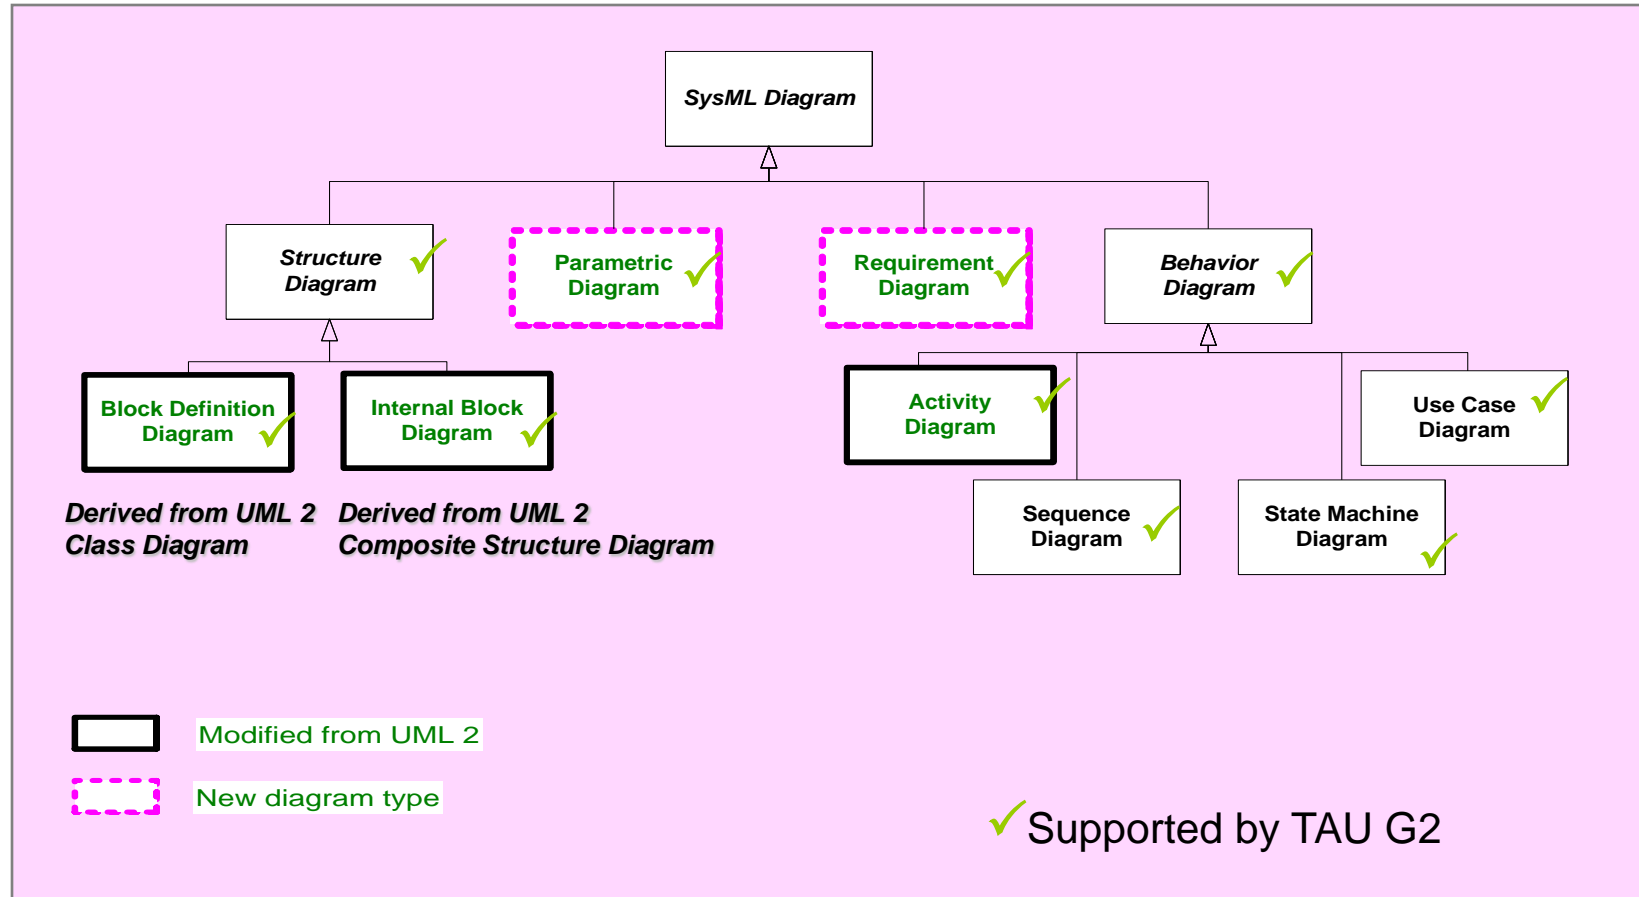 SysML Diagram
Structure
Diagram
Parametric
Diagram
Requirement
Diagram
Behavior
Diagram
Block Definition
Diagram
Internal Block
Diagram
Activity
Diagram
Use Case
Diagram
Derived from UML 2
Class Diagram
Derived from UML 2
Composite Structure Diagram
Sequence
Diagram
State Machine
Diagram
Modified from UML 2
New diagram type
Supported by TAU G2